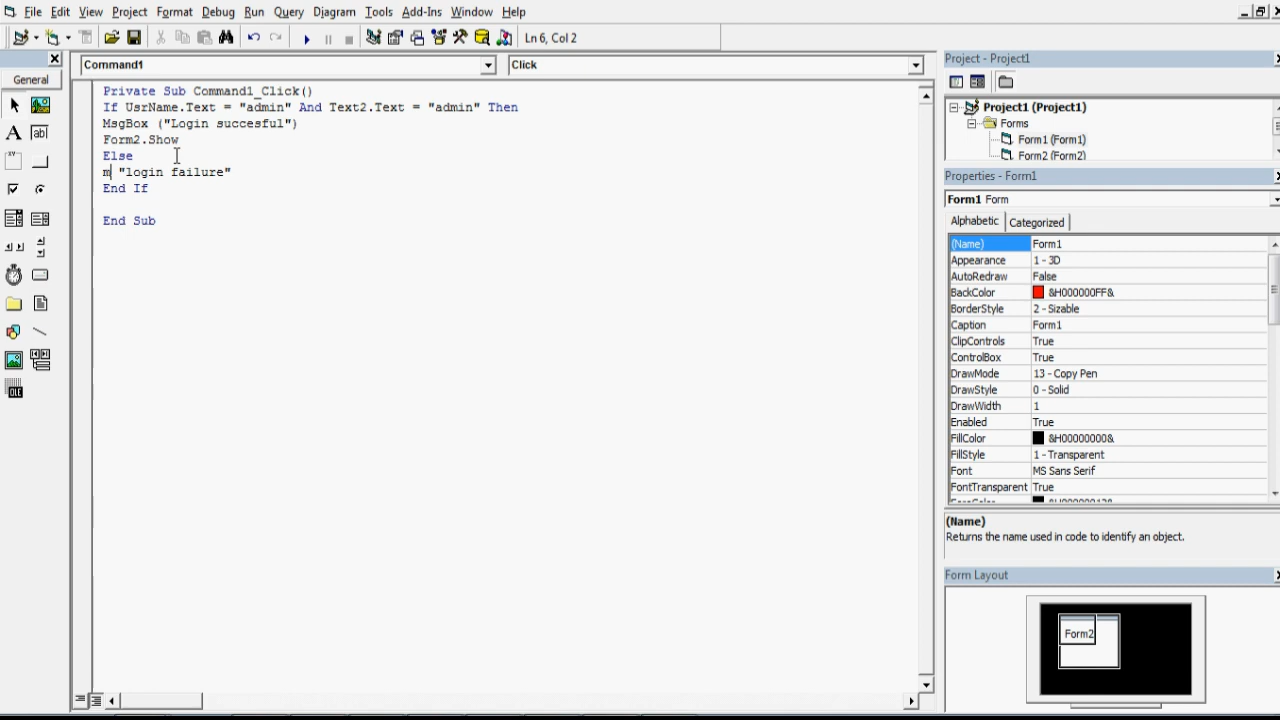 File Edit View Project Format Debug Run Query Diagram Tools Add-Ins Window Help
Ln 6, Col 2
General
Command1 Click
Private Sub Command1_Click()
If UsrName.Text = "admin" And Text2.Text = "admin" Then
MsgBox ("Login succesful")
Form2.Show
Else
m "login failure"
End If
End Sub
Project - Project1
Project1 (Project1)
Forms
Form1 (Form1)
Form2 (Form2)
Properties - Form1
Form1 Form
Alphabetic Categorized
(Name) Form1
Appearance 1 - 3D
AutoRedraw False
BackColor &H000000FF&
BorderStyle 2 - Sizable
Caption Form1
ClipControls True
ControlBox True
DrawMode 13 - Copy Pen
DrawStyle 0 - Solid
DrawWidth 1
Enabled True
FillColor &H00000000&
FillStyle 1 - Transparent
Font MS Sans Serif
FontTransparent True
(Name)
Returns the name used in code to identify an object.
Form Layout
Form2